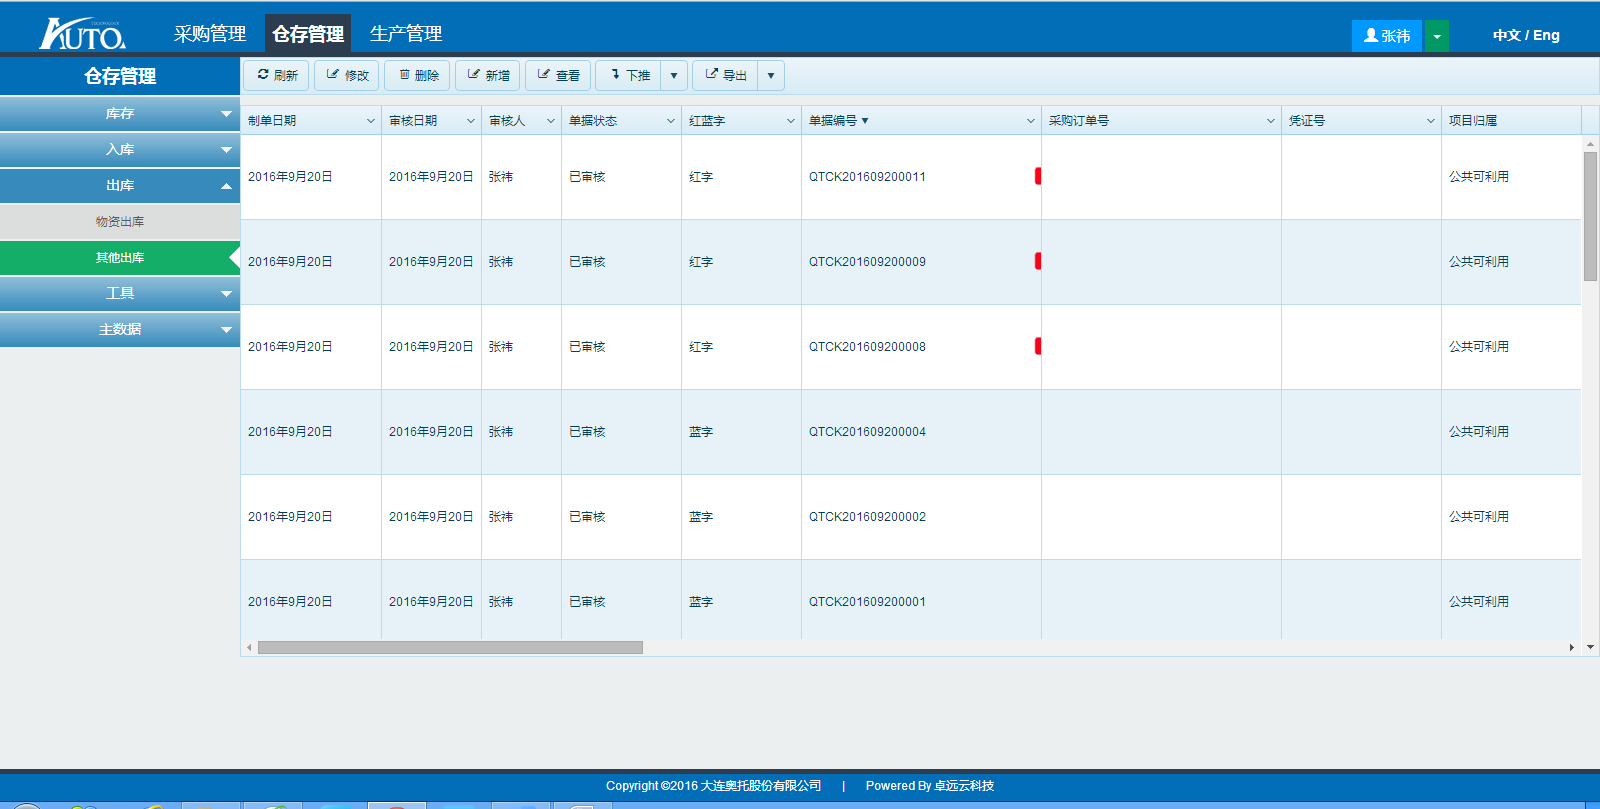 AUTO.
采购管理 仓存管理 生产管理 张祎 中文 / Eng
仓存管理 刷新 修改 删除 新增 查看 下推 ▼ 导出 ▼
库存
入库
出库
物资出库
其他出库
工具
主数据
制单日期 审核日期 审核人 单据状态 红蓝字 单据编号▼ 采购订单号 凭证号 项目归属
2016年9月20日 2016年9月20日 张祎 已审核 红字 QTCK201609200011 公共可利用
2016年9月20日 2016年9月20日 张祎 已审核 红字 QTCK201609200009 公共可利用
2016年9月20日 2016年9月20日 张祎 已审核 红字 QTCK201609200008 公共可利用
2016年9月20日 2016年9月20日 张祎 已审核 蓝字 QTCK201609200004 公共可利用
2016年9月20日 2016年9月20日 张祎 已审核 蓝字 QTCK201609200002 公共可利用
2016年9月20日 2016年9月20日 张祎 已审核 蓝字 QTCK201609200001 公共可利用
Copyright ©2016 大连奥托股份有限公司 | Powered By 卓远云科技